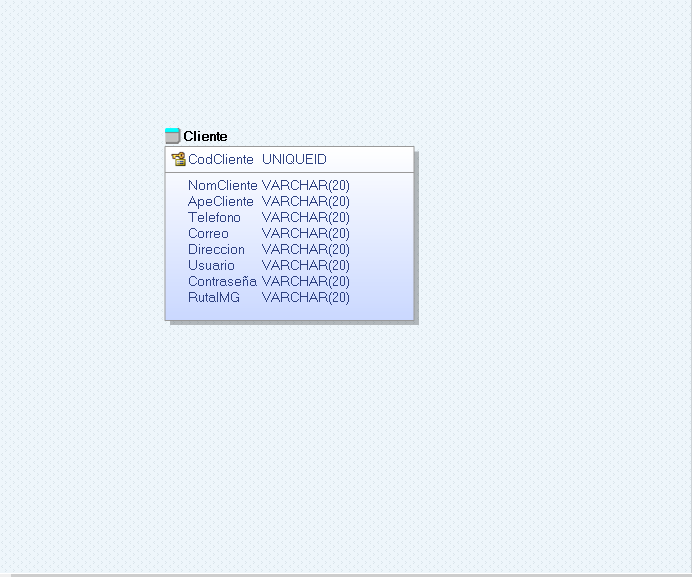 Cliente
CodCliente UNIQUEID
NomCliente VARCHAR(20)
ApeCliente VARCHAR(20)
Telefono VARCHAR(20)
Correo VARCHAR(20)
Direccion VARCHAR(20)
Usuario VARCHAR(20)
Contraseña VARCHAR(20)
RutaIMG VARCHAR(20)